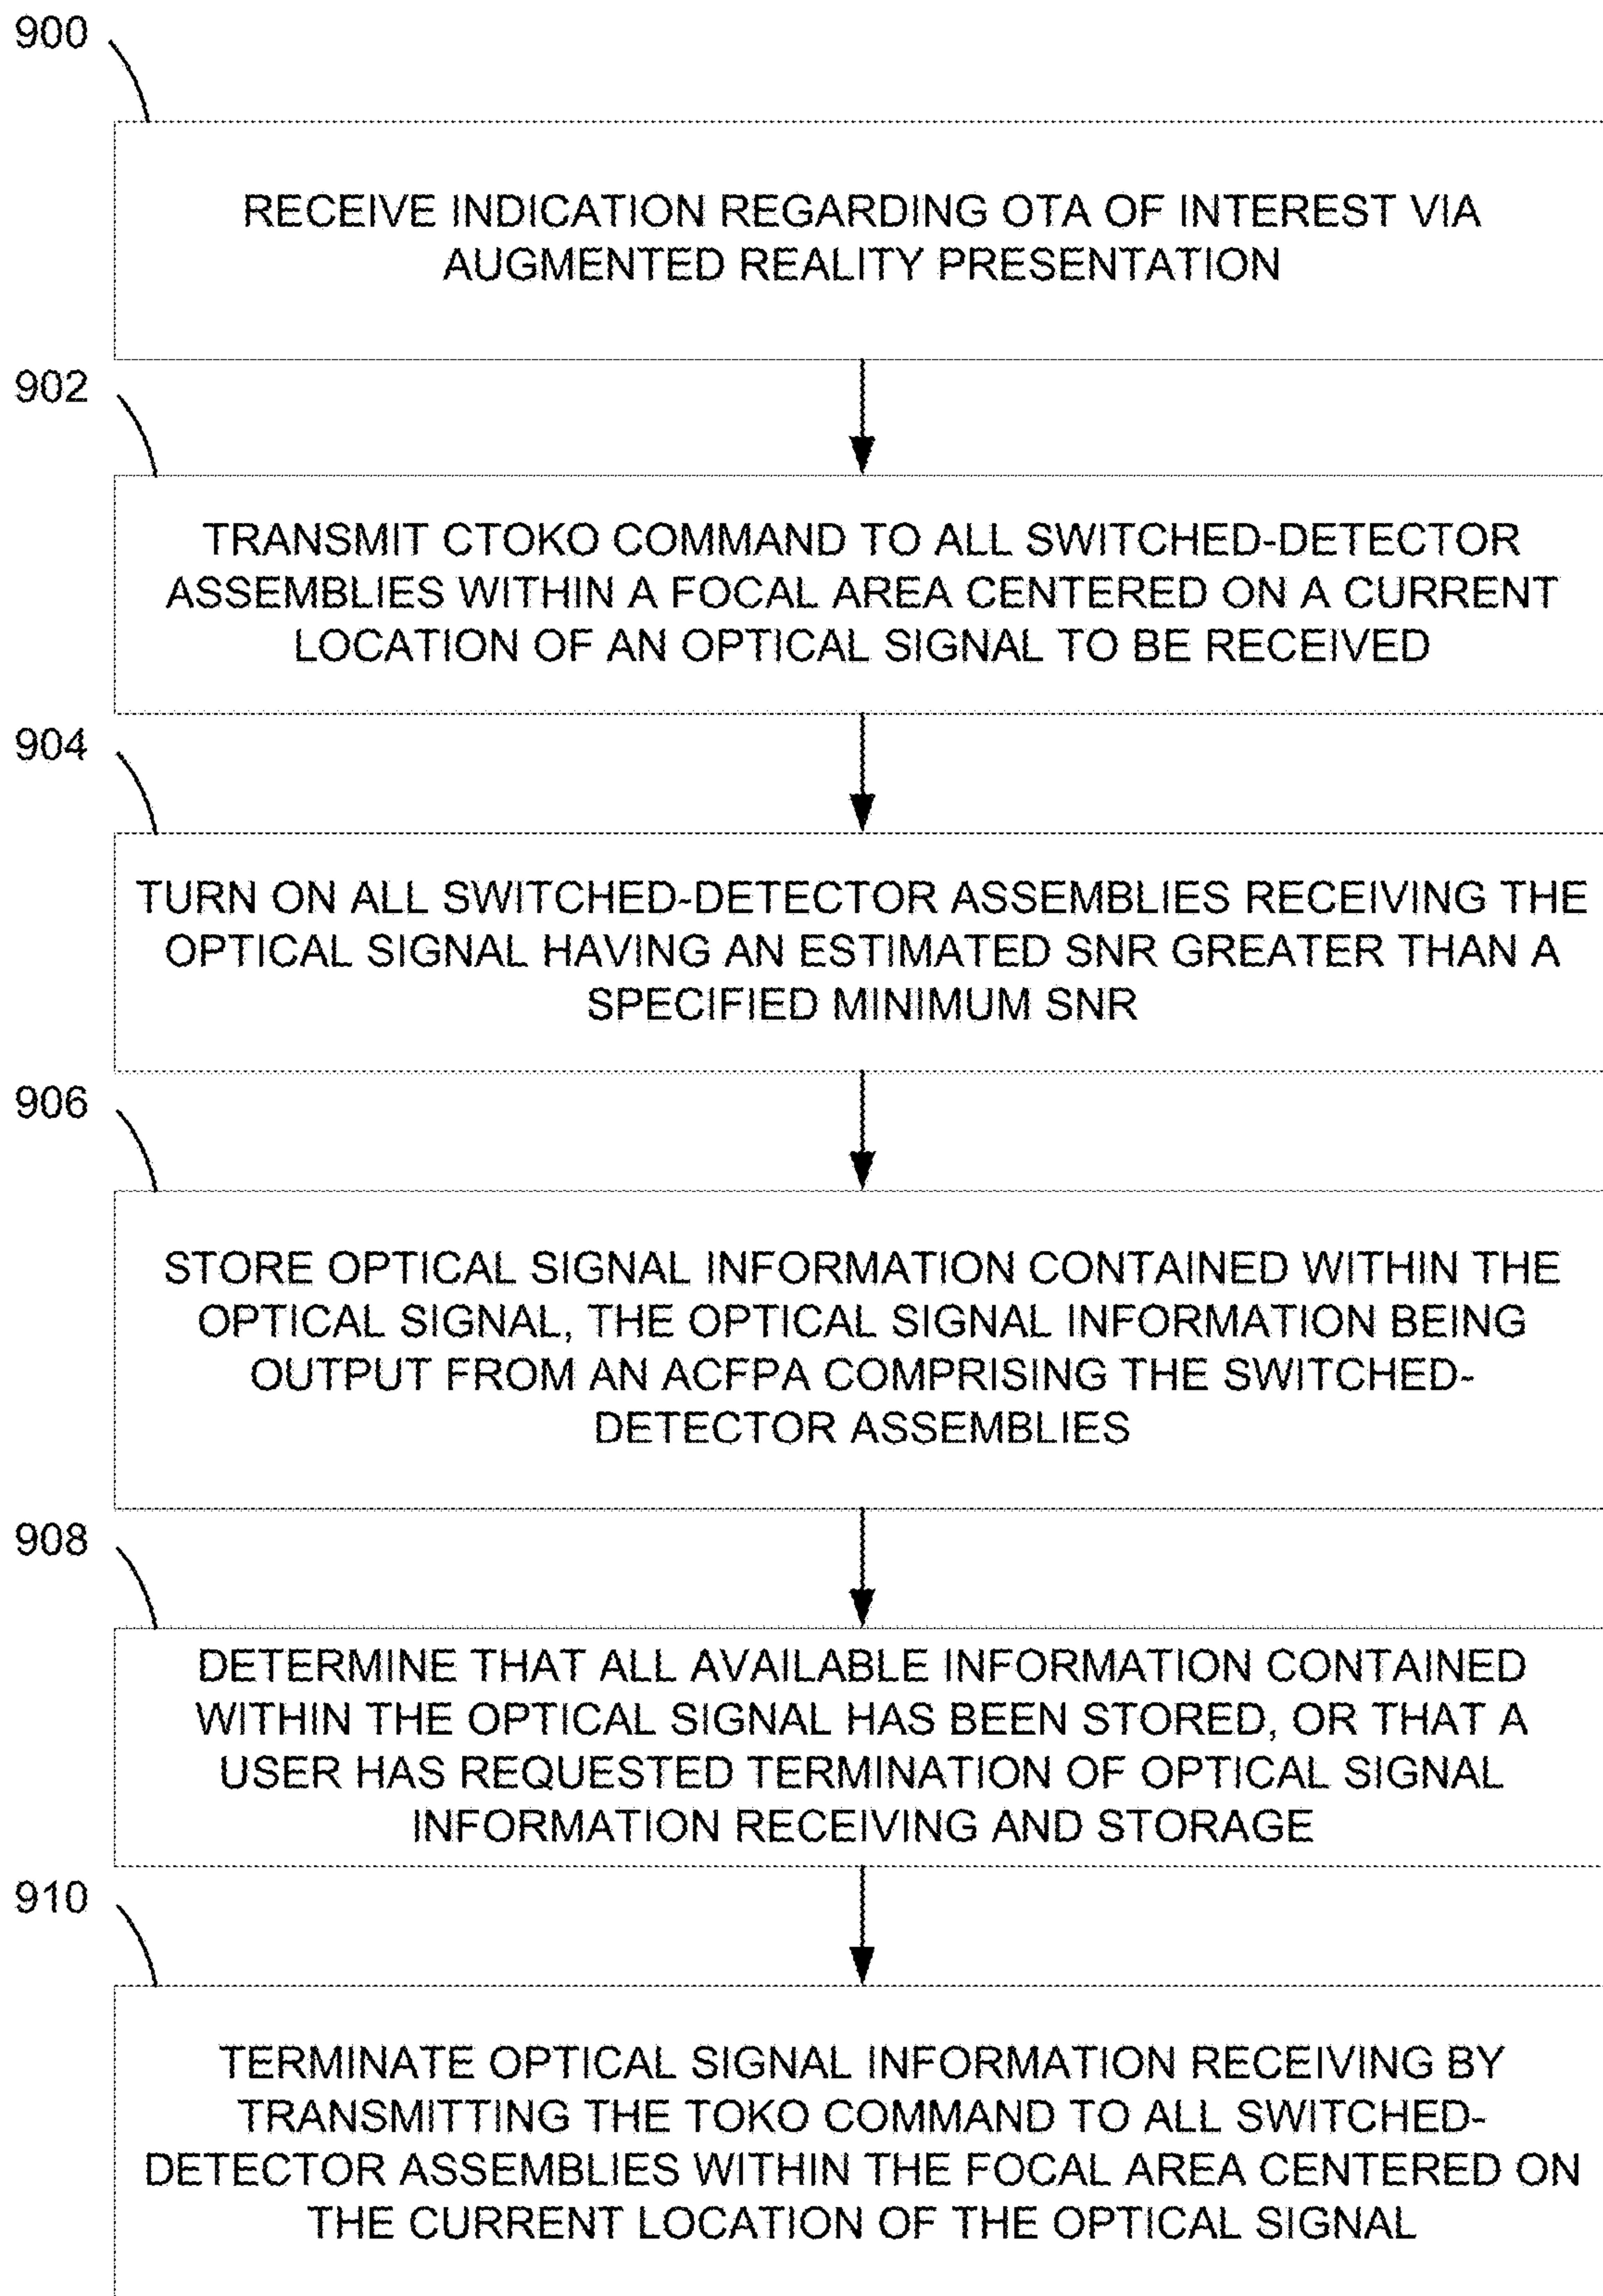 900
RECEIVE INDICATION REGARDING OTA OF INTEREST VIA
AUGMENTED REALITY PRESENTATION
902
TRANSMIT CTOKO COMMAND TO ALL SWITCHED-DETECTOR
ASSEMBLIES WITHIN A FOCAL AREA CENTERED ON A CURRENT
LOCATION OF AN OPTICAL SIGNAL TO BE RECEIVED
904
TURN ON ALL SWITCHED-DETECTOR ASSEMBLIES RECEIVING THE
OPTICAL SIGNAL HAVING AN ESTIMATED SNR GREATER THAN A
SPECIFIED MINIMUM SNR
906
STORE OPTICAL SIGNAL INFORMATION CONTAINED WITHIN THE
OPTICAL SIGNAL, THE OPTICAL SIGNAL INFORMATION BEING
OUTPUT FROM AN ACFPA COMPRISING THE SWITCHED-
DETECTOR ASSEMBLIES
908
DETERMINE THAT ALL AVAILABLE INFORMATION CONTAINED
WITHIN THE OPTICAL SIGNAL HAS BEEN STORED, OR THAT A
USER HAS REQUESTED TERMINATION OF OPTICAL SIGNAL
INFORMATION RECEIVING AND STORAGE
910
TERMINATE OPTICAL SIGNAL INFORMATION RECEIVING BY
TRANSMITTING THE TOKO COMMAND TO ALL SWITCHED-
DETECTOR ASSEMBLIES WITHIN THE FOCAL AREA CENTERED ON
THE CURRENT LOCATION OF THE OPTICAL SIGNAL